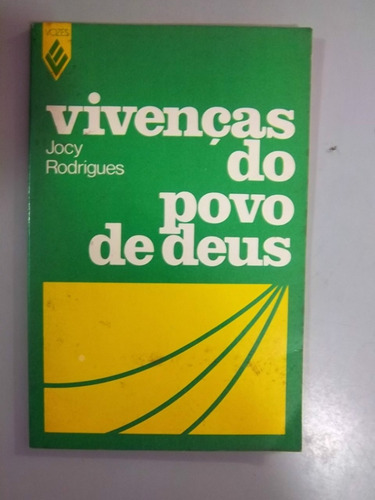 VOZES
vivenças
Jocy
Rodrigues
do
povo
de deus